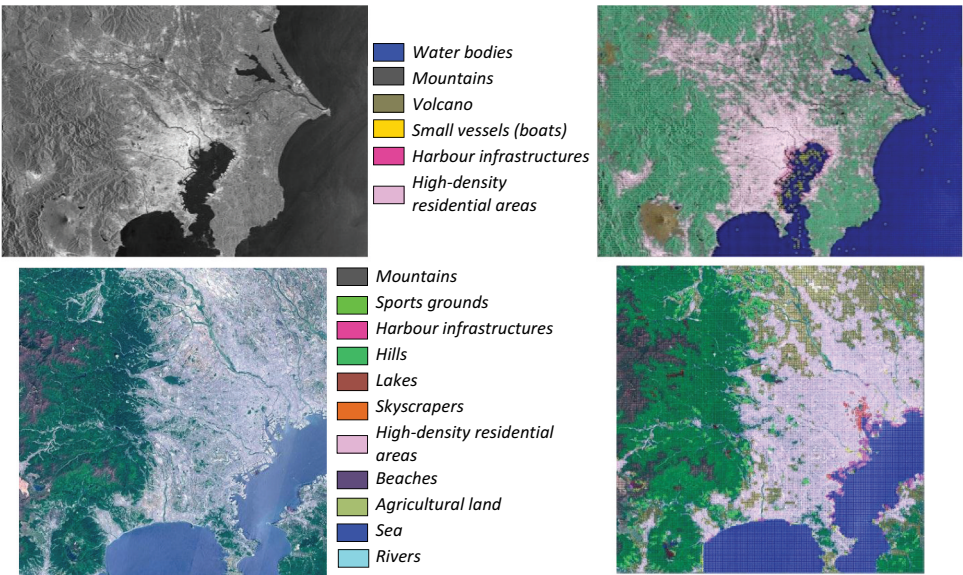 Water bodies
Mountains
Volcano
Small vessels (boats)
Harbour infrastructures
High-density
residential areas
Mountains
Sports grounds
Harbour infrastructures
Hills
Lakes
Skyscrapers
High-density residential
areas
Beaches
Agricultural land
Sea
Rivers